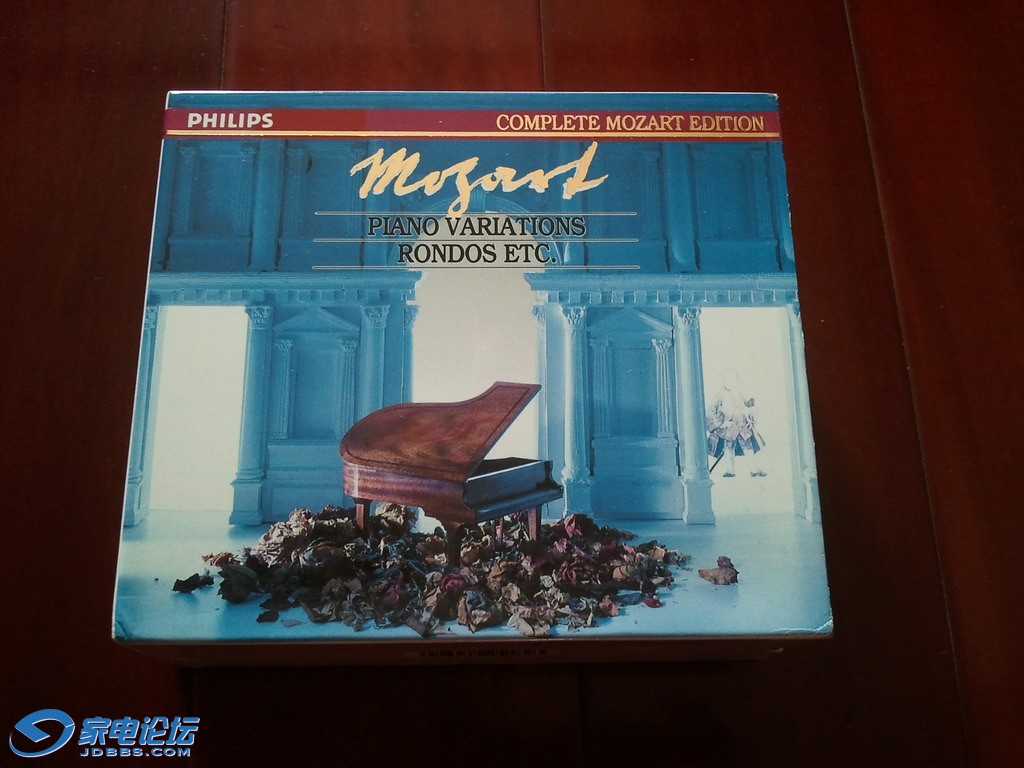 PHILIPS
COMPLETE MOZART EDITION
Mozart
PIANO VARIATIONS
RONDOS ETC.
家电论坛
JDBBS.COM